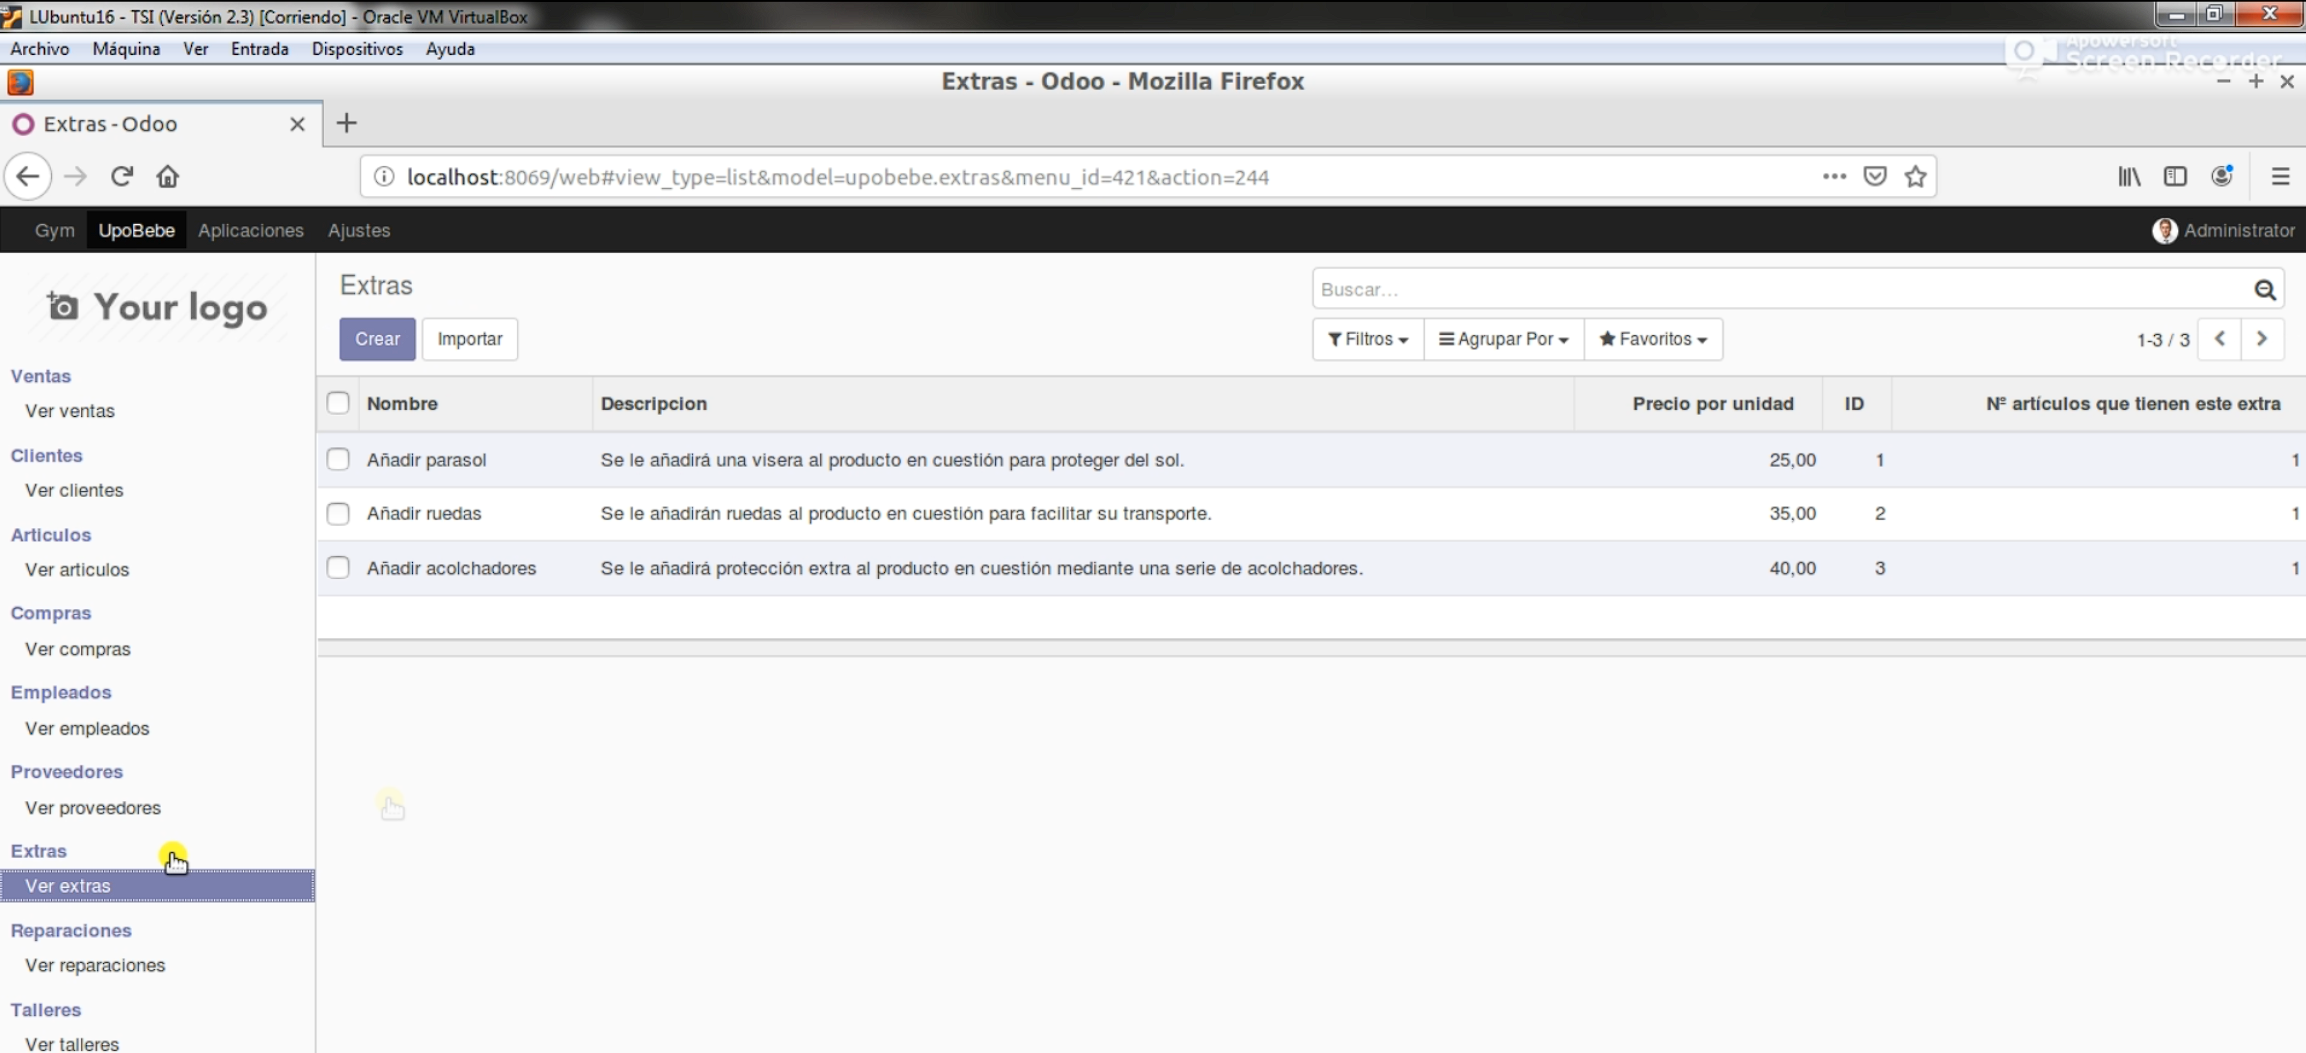 LUbuntu16 - TSI (Versión 2.3) [Corriendo] - Oracle VM VirtualBox
Archivo Máquina Ver Entrada Dispositivos Ayuda
Apowersoft
Screen Recorder
Extras - Odoo - Mozilla Firefox
Extras - Odoo
localhost:8069/web#view_type=list&model=upobebe.extras&menu_id=421&action=244
Gym UpoBebe Aplicaciones Ajustes Administrator
Your logo
Ventas
Ver ventas
Clientes
Ver clientes
Articulos
Ver articulos
Compras
Ver compras
Empleados
Ver empleados
Proveedores
Ver proveedores
Extras
Ver extras
Reparaciones
Ver reparaciones
Talleres
Ver talleres
Extras
Buscar...
Crear Importar
Filtros Agrupar Por Favoritos 1-3 / 3
Nombre Descripcion Precio por unidad ID Nº artículos que tienen este extra
Añadir parasol Se le añadirá una visera al producto en cuestión para proteger del sol. 25,00 1 1
Añadir ruedas Se le añadirán ruedas al producto en cuestión para facilitar su transporte. 35,00 2 1
Añadir acolchadores Se le añadirá protección extra al producto en cuestión mediante una serie de acolchadores. 40,00 3 1